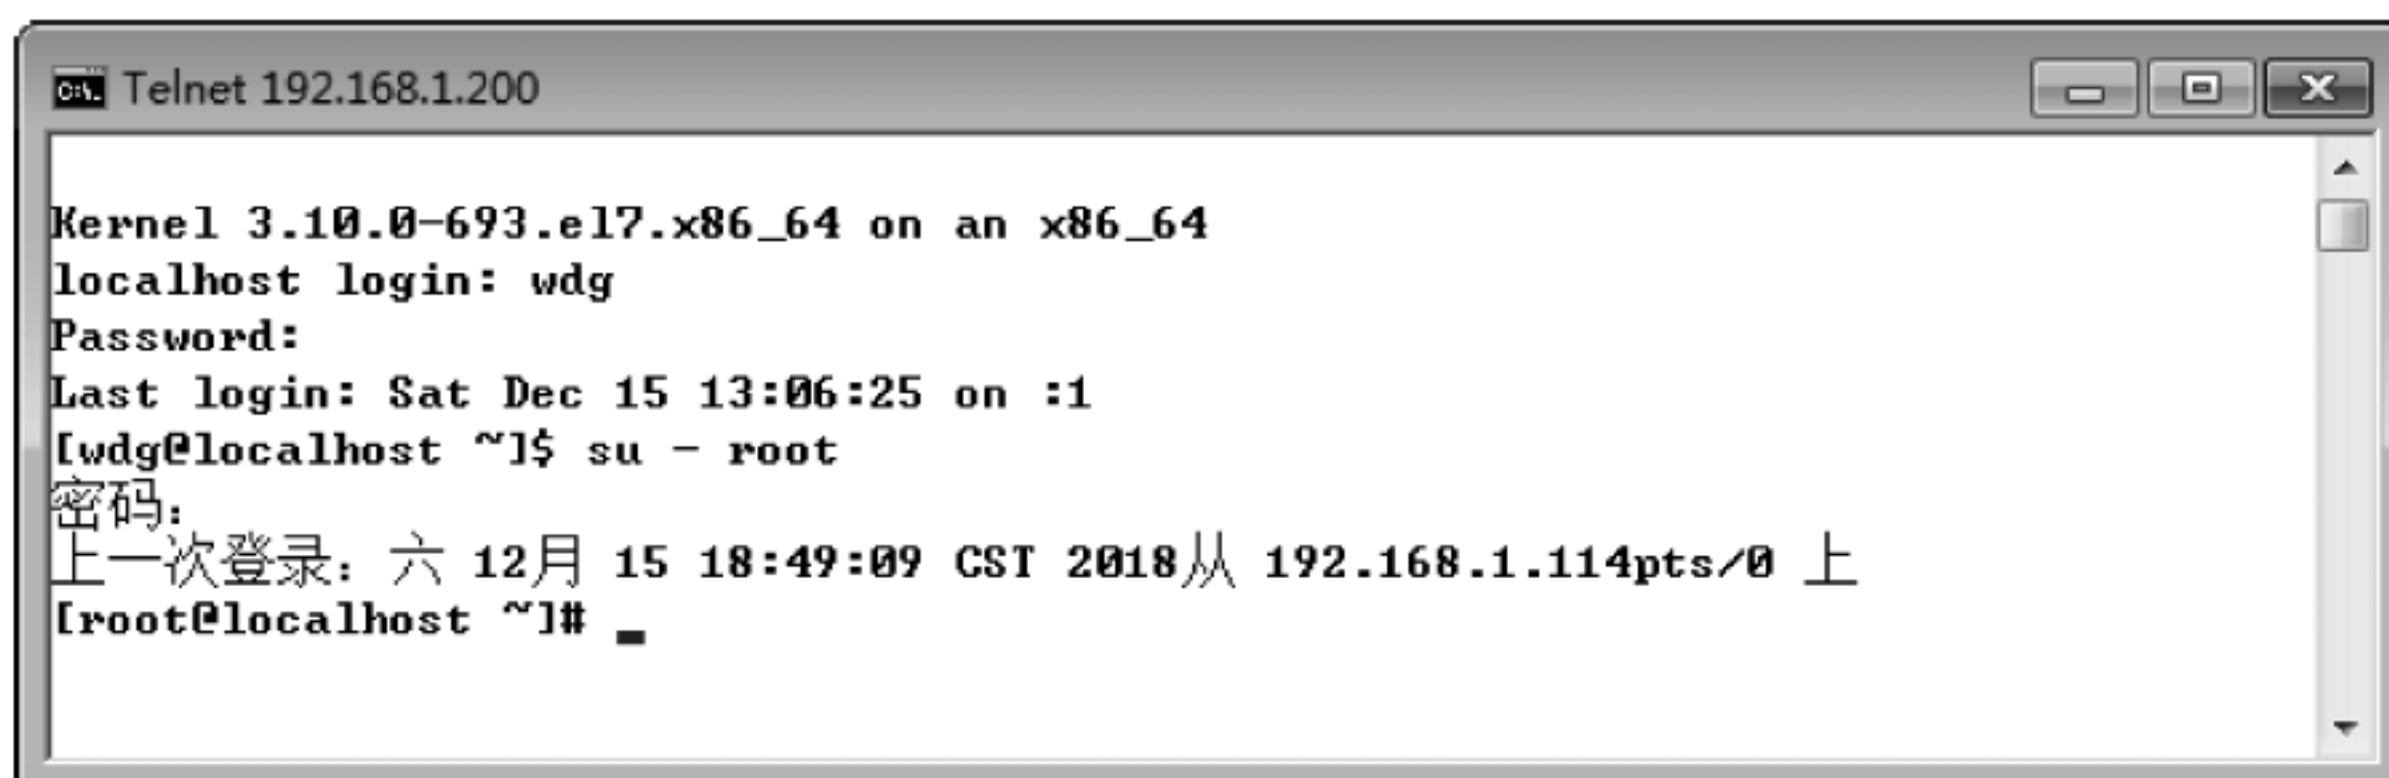 Telnet 192.168.1.200
Kernel 3.10.0-693.el7.x86_64 on an x86_64
localhost login: wdg
Password:
Last login: Sat Dec 15 13:06:25 on :1
[wdg@localhost ~]$ su - root
密码：
上一次登录：六 12月 15 18:49:09 CST 2018从 192.168.1.114pts/0 上
[root@localhost ~]#